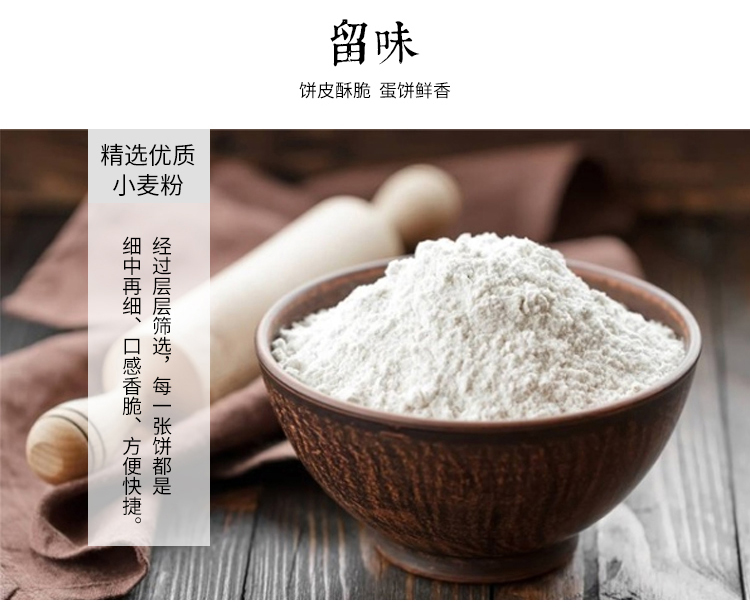 留味
饼皮酥脆 蛋饼鲜香
精选优质
小麦粉
经过层层筛选，每一张饼都是
细中再细、口感香脆、方便快捷。